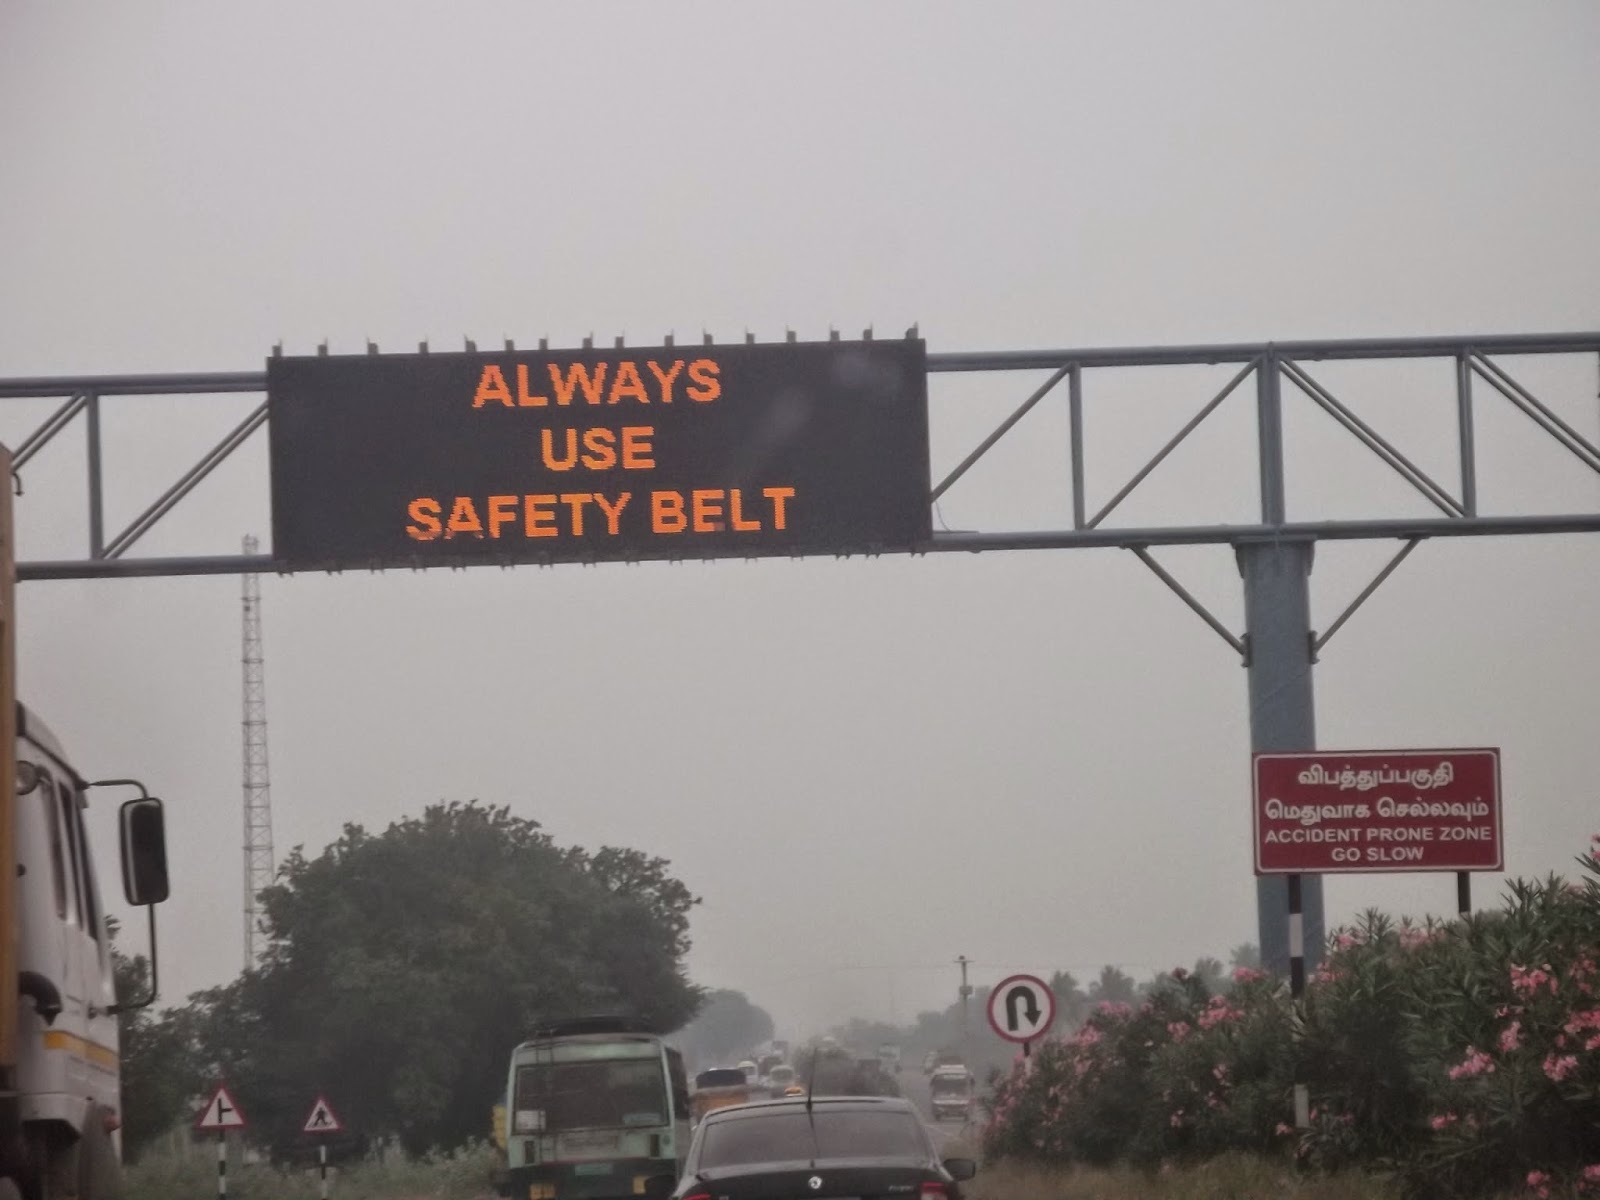 ALWAYS
USE
SAFETY BELT
விபத்துப்பகுதி
மெதுவாக செல்லவும்
ACCIDENT PRONE ZONE
GO SLOW